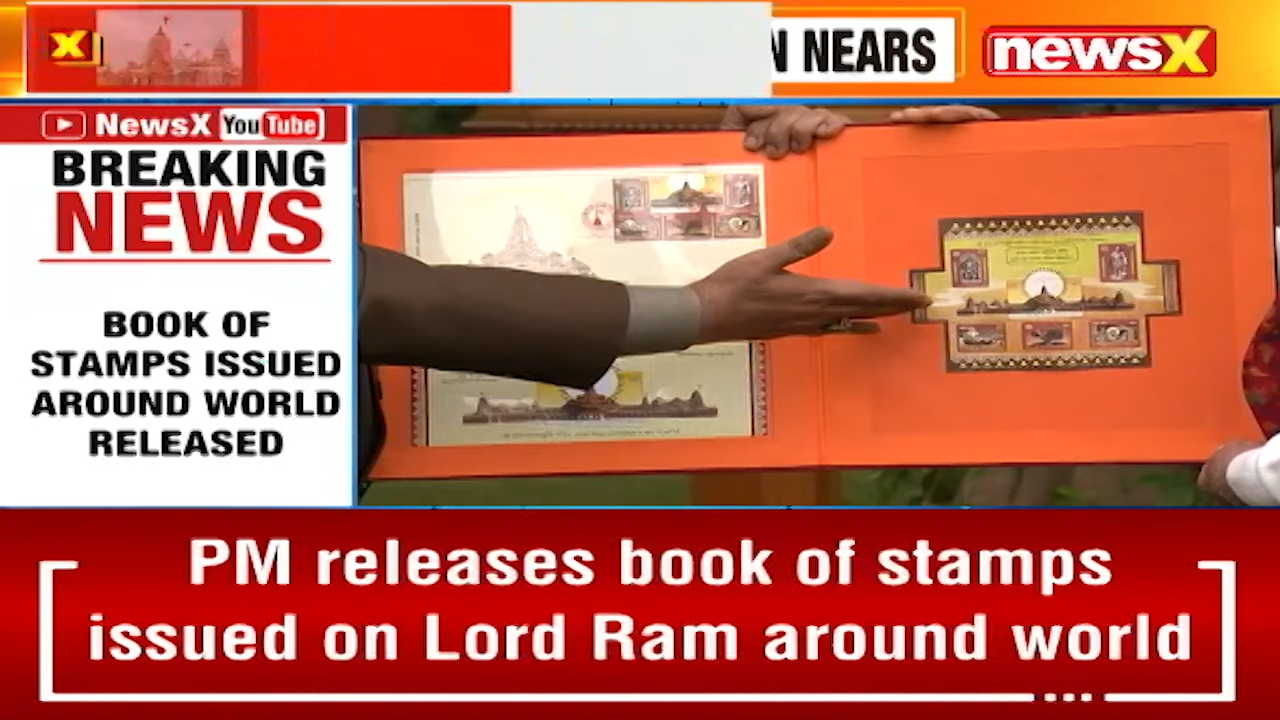 X
N NEARS
newsX
NewsX YouTube
BREAKING
NEWS
BOOK OF
STAMPS ISSUED
AROUND WORLD
RELEASED
PM releases book of stamps
issued on Lord Ram around world